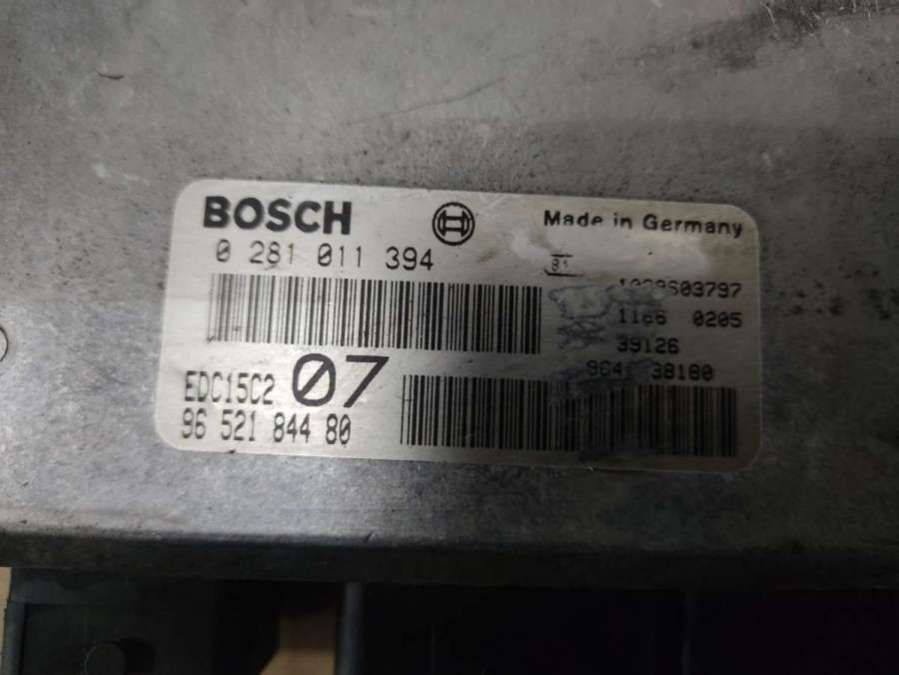 BOSCH
Made in Germany
0 281 011 394
1166 0205
39126
EDC15C2 07
96 521 844 80